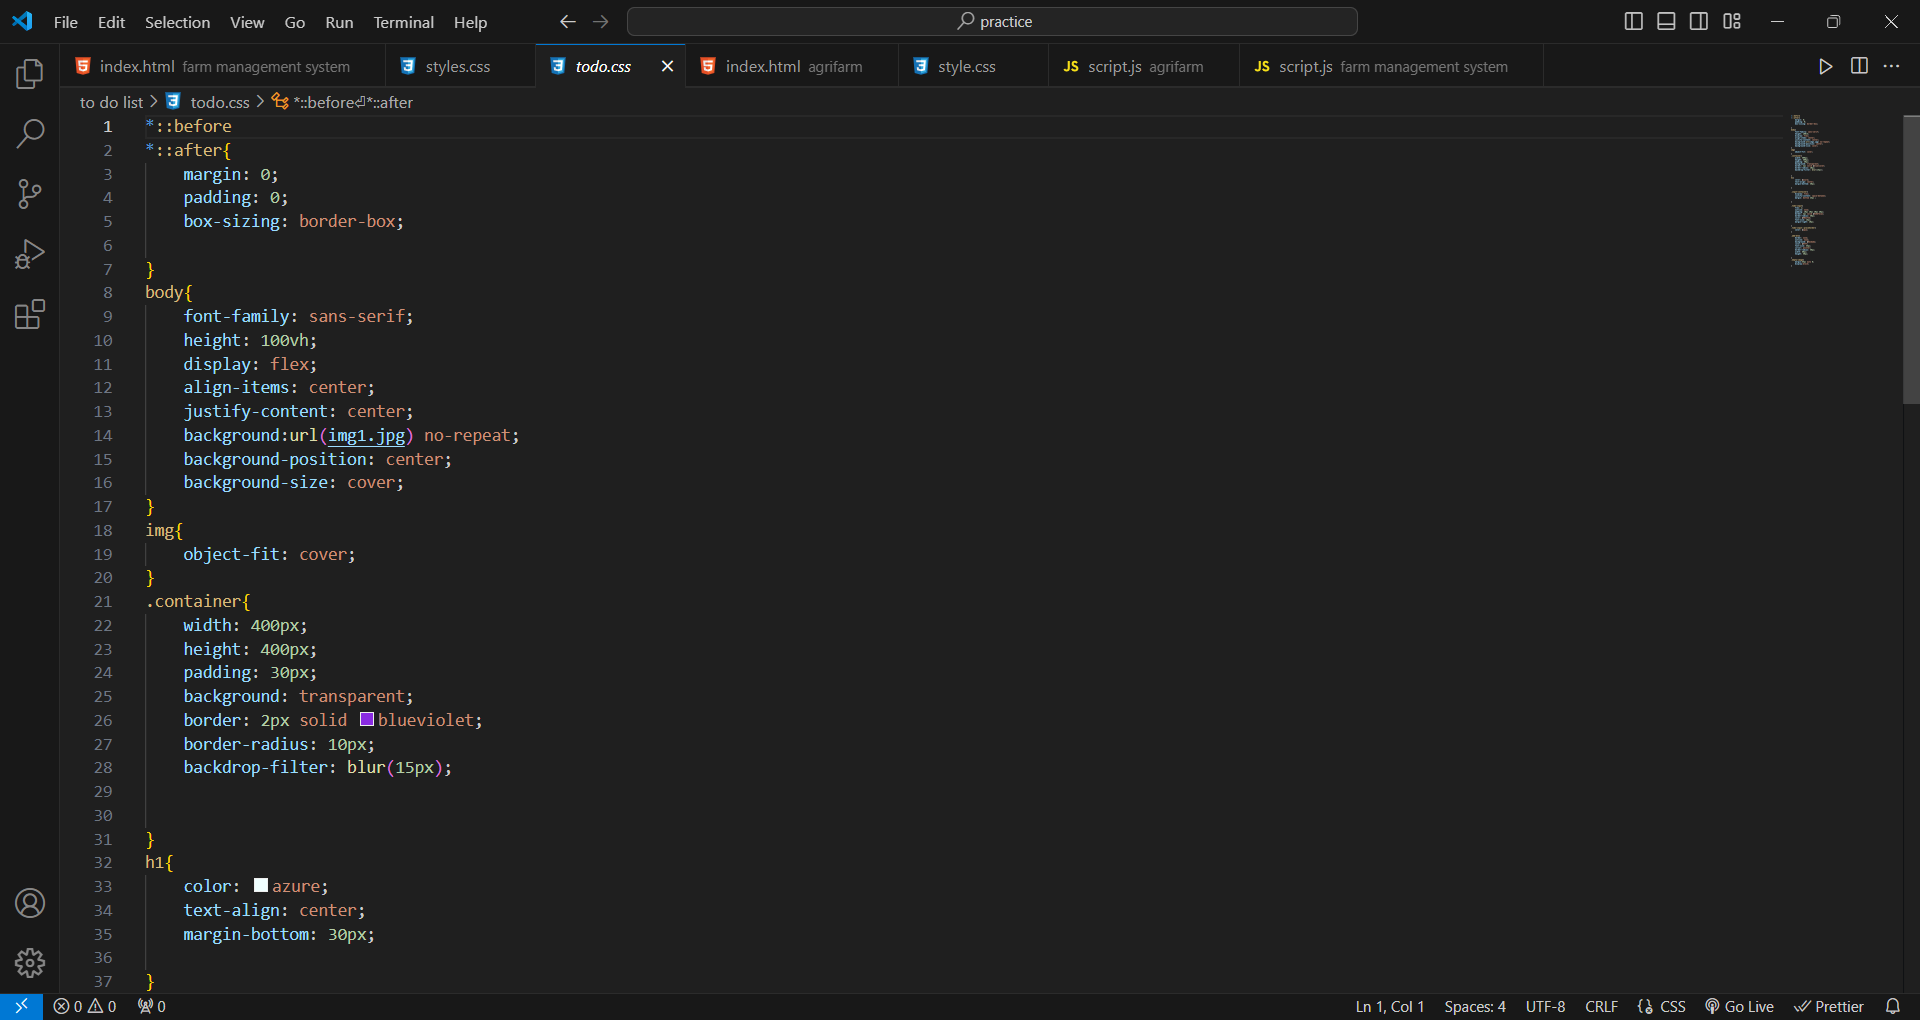 File Edit Selection View Go Run Terminal Help practice
index.html farm management system styles.css todo.css index.html agrifarm style.css JS script.js agrifarm JS script.js farm management system
to do list > todo.css > *::before⏎*::after
1 *::before
2 *::after{
3 margin: 0;
4 padding: 0;
5 box-sizing: border-box;
6
7 }
8 body{
9 font-family: sans-serif;
10 height: 100vh;
11 display: flex;
12 align-items: center;
13 justify-content: center;
14 background:url(img1.jpg) no-repeat;
15 background-position: center;
16 background-size: cover;
17 }
18 img{
19 object-fit: cover;
20 }
21 .container{
22 width: 400px;
23 height: 400px;
24 padding: 30px;
25 background: transparent;
26 border: 2px solid blueviolet;
27 border-radius: 10px;
28 backdrop-filter: blur(15px);
29
30
31 }
32 h1{
33 color: azure;
34 text-align: center;
35 margin-bottom: 30px;
36
37 }
0 0 0 Ln 1, Col 1 Spaces: 4 UTF-8 CRLF CSS Go Live Prettier